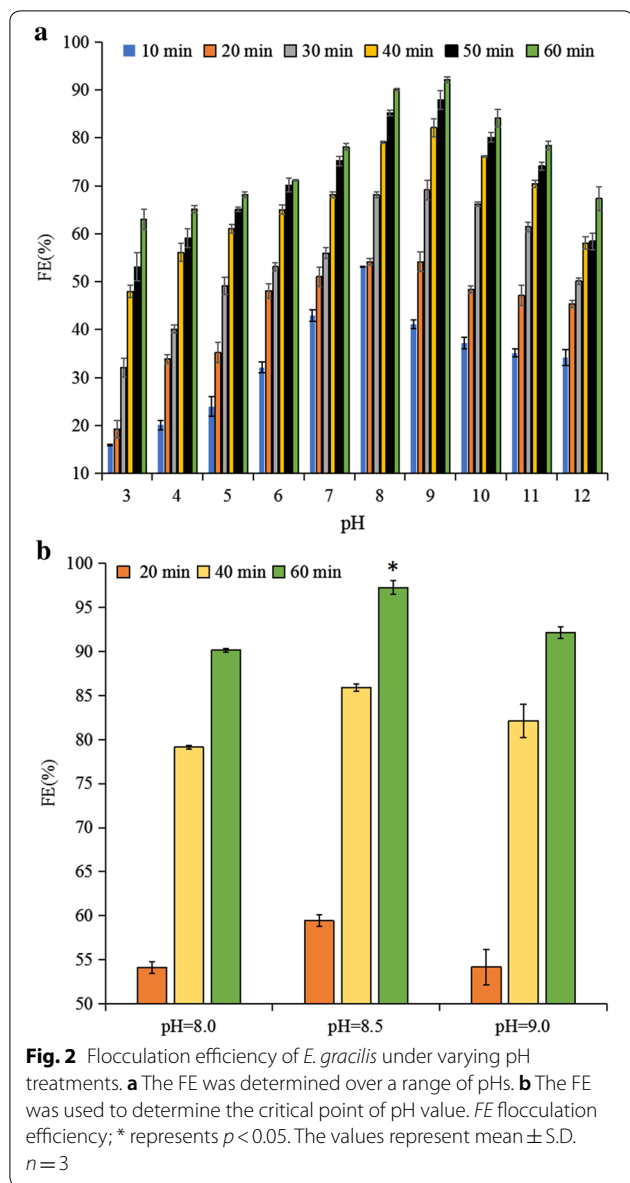 a
100
10 min 20 min 30 min 40 min 50 min 60 min
90
80
70
60
50
40
30
20
10
FE(%)
3 4 5 6 7 8 9 10 11 12
pH
b
100
20 min 40 min 60 min
*
95
90
85
80
75
70
65
60
55
50
FE(%)
pH=8.0 pH=8.5 pH=9.0
Fig. 2 Flocculation efficiency of E. gracilis under varying pH
treatments. a The FE was determined over a range of pHs. b The FE
was used to determine the critical point of pH value. FE flocculation
efficiency; * represents p < 0.05. The values represent mean ± S.D.
n = 3